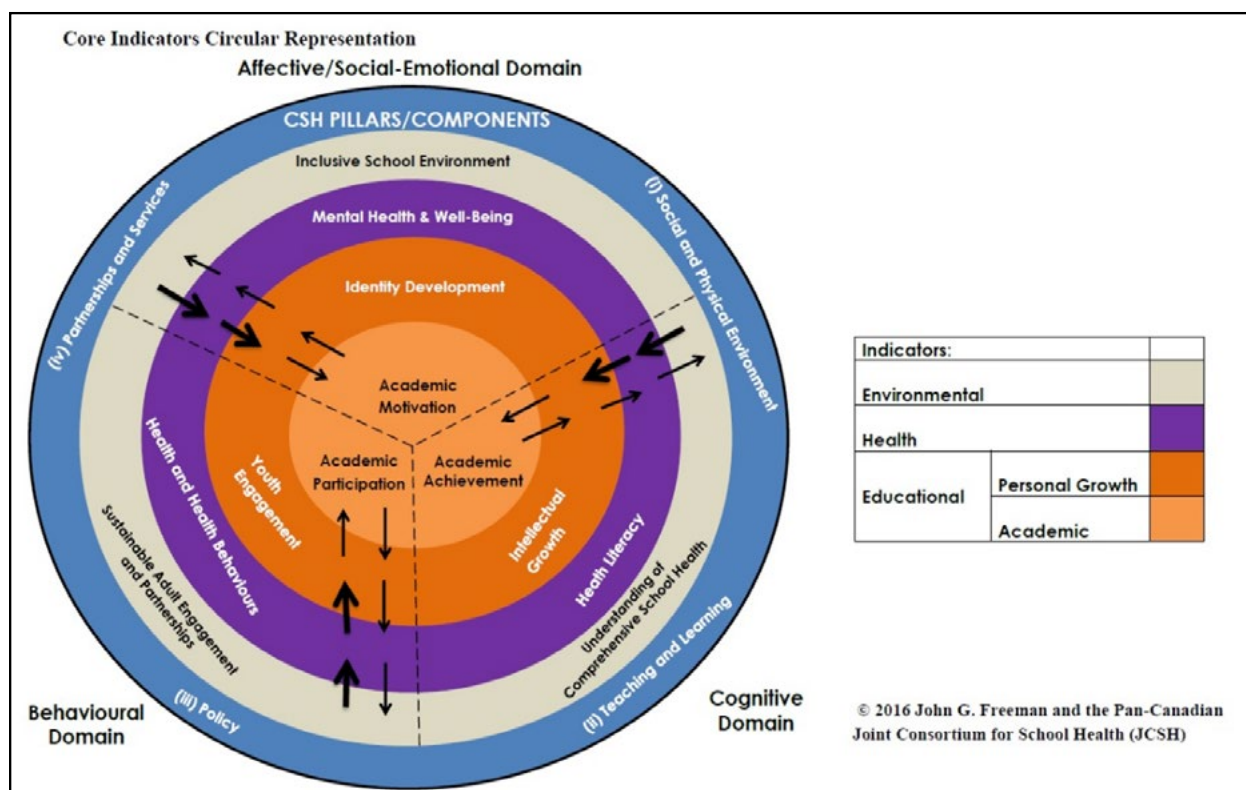 Core Indicators Circular Representation
Affective/Social-Emotional Domain
CSH PILLARS/COMPONENTS
Inclusive School Environment
Mental Health & Well-Being
Identity Development
Academic
Motivation
(i) Social and Physical Environment
(iv) Partnerships and Services
Academic
Participation
Academic
Achievement
Youth
Engagement
Intellectual
Growth
Health and Health Behaviours
Heath Literacy
Sustainable Adult Engagement
and Partnerships
Understanding of
Comprehensive School Health
(iii) Policy
(ii) Teaching and Learning
Behavioural
Domain
Cognitive
Domain
Indicators:
Environmental
Health
Educational
Personal Growth
Academic
© 2016 John G. Freeman and the Pan-Canadian
Joint Consortium for School Health (JCSH)